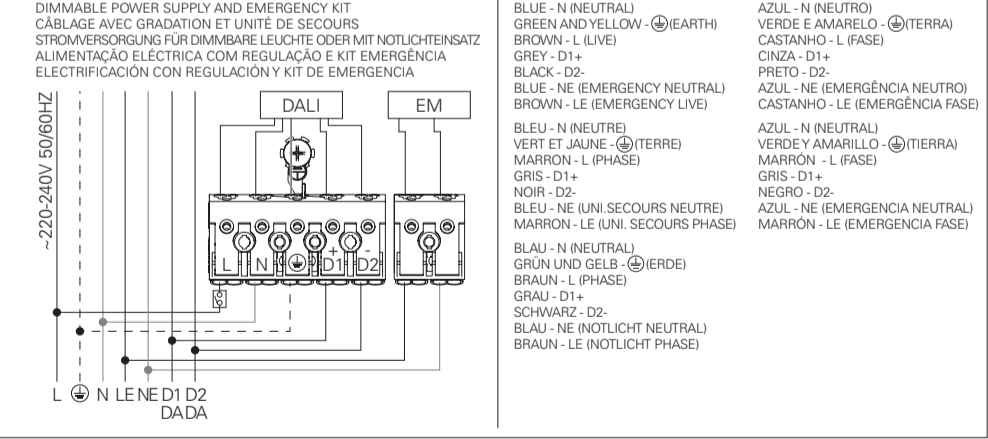 DIMMABLE POWER SUPPLY AND EMERGENCY KIT
CÂBLAGE AVEC GRADATION ET UNITÉ DE SECOURS
STROMVERSORGUNG FÜR DIMMBARE LEUCHTE ODER MIT NOTLICHTEINSATZ
ALIMENTAÇÃO ELÉCTRICA COM REGULAÇÃO E KIT EMERGÊNCIA
ELECTRIFICACIÓN CON REGULACIÓN Y KIT DE EMERGENCIA
~220-240V 50/60HZ
DALI EM
L N + D1 - D2
L N LE NE D1 D2
DA DA
BLUE - N (NEUTRAL)
GREEN AND YELLOW - (EARTH)
BROWN - L (LIVE)
GREY - D1+
BLACK - D2-
BLUE - NE (EMERGENCY NEUTRAL)
BROWN - LE (EMERGENCY LIVE)
BLEU - N (NEUTRE)
VERT ET JAUNE - (TERRE)
MARRON - L (PHASE)
GRIS - D1+
NOIR - D2-
BLEU - NE (UNI.SECOURS NEUTRE)
MARRON - LE (UNI. SECOURS PHASE)
BLAU - N (NEUTRAL)
GRÜN UND GELB - (ERDE)
BRAUN - L (PHASE)
GRAU - D1+
SCHWARZ - D2-
BLAU - NE (NOTLICHT NEUTRAL)
BRAUN - LE (NOTLICHT PHASE)
AZUL - N (NEUTRO)
VERDE E AMARELO - (TERRA)
CASTANHO - L (FASE)
CINZA - D1+
PRETO - D2-
AZUL - NE (EMERGÊNCIA NEUTRO)
CASTANHO - LE (EMERGÊNCIA FASE)
AZUL - N (NEUTRAL)
VERDE Y AMARILLO - (TIERRA)
MARRÓN - L (FASE)
GRIS - D1+
NEGRO - D2-
AZUL - NE (EMERGENCIA NEUTRAL)
MARRÓN - LE (EMERGENCIA FASE)